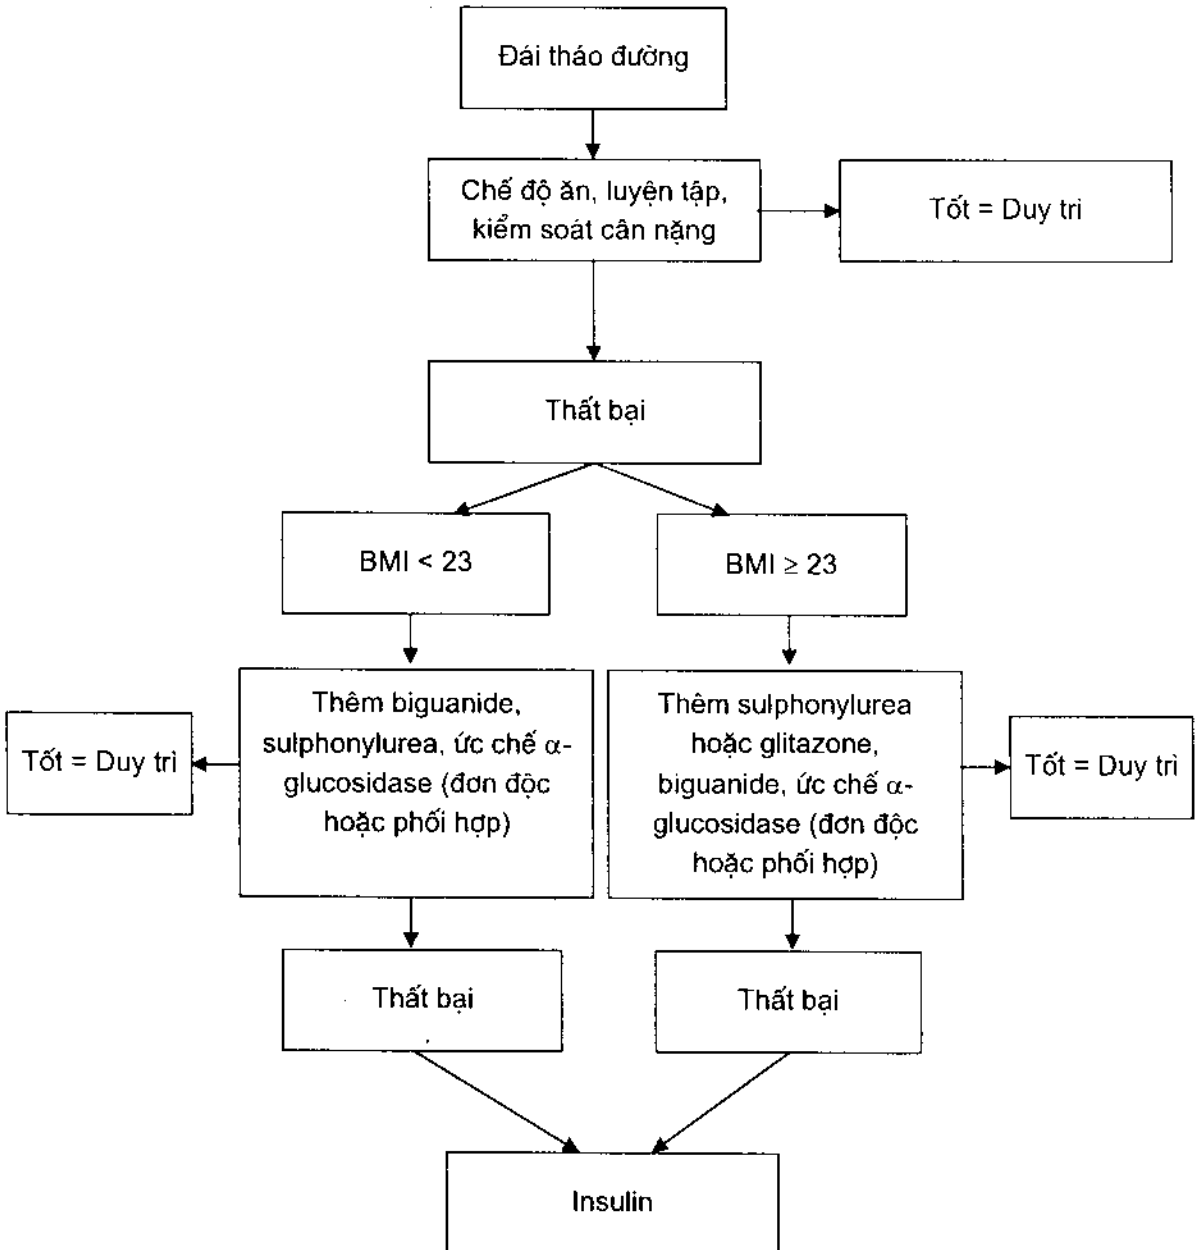 Đái tháo đường
Chế độ ăn, luyện tập,
kiểm soát cân nặng
Tốt = Duy tri
Thất bại
BMI < 23
BMI ≥ 23
Thêm biguanide,
sulphonylurea, ức chế α-
glucosidase (đơn độc
hoặc phối hợp)
Tốt = Duy trì
Thêm sulphonylurea
hoặc glitazone,
biguanide, ức chế α-
glucosidase (đơn độc
hoặc phối hợp)
Tốt = Duy trì
Thất bại
Thất bại
Insulin